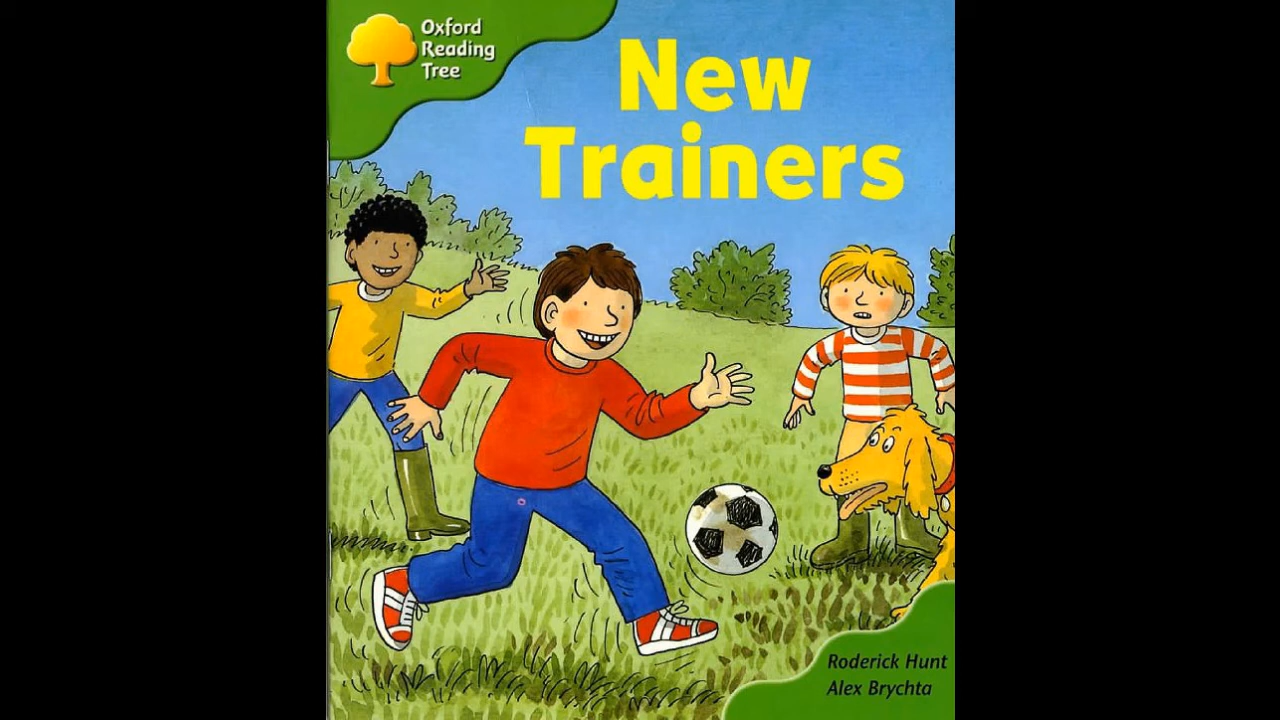 Oxford
Reading
Tree
New
Trainers
Roderick Hunt
Alex Brychta